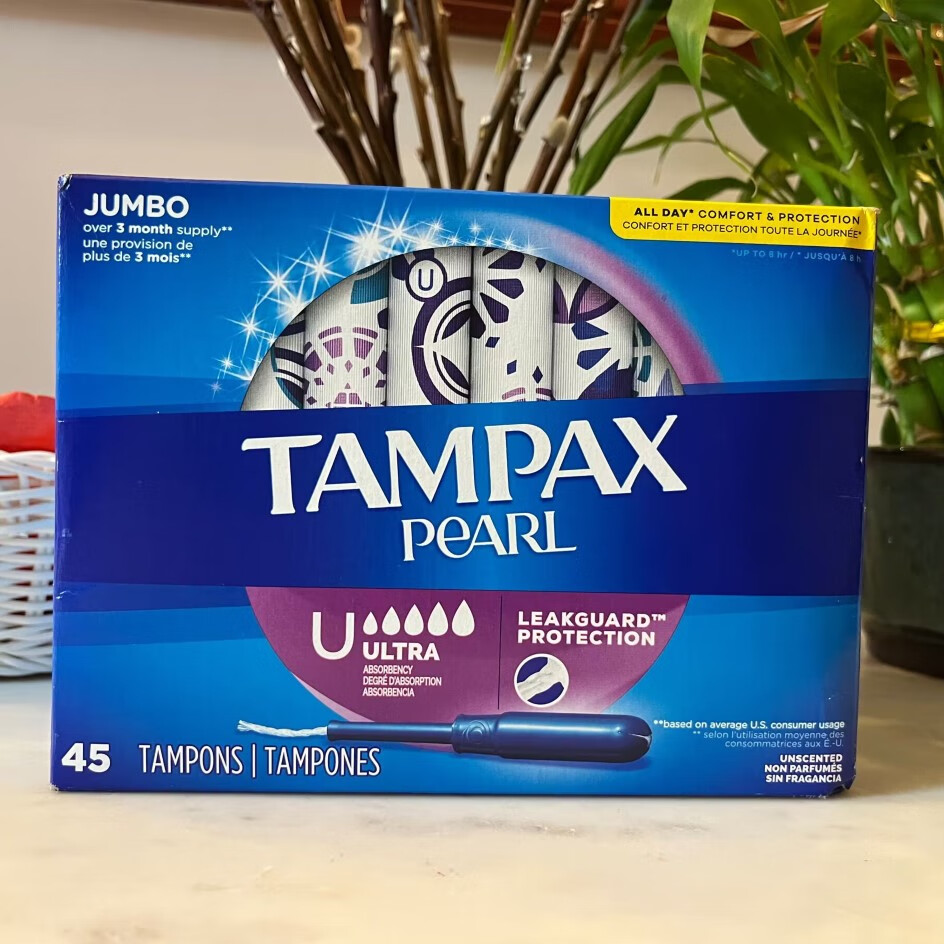 JUMBO
over 3 month supply**
une provision de
plus de 3 mois**
ALL DAY* COMFORT & PROTECTION
CONFORT ET PROTECTION TOUTE LA JOURNÉE*
*UP TO 8 hr / * JUSQU'À 8 h
U
TAMPAX
PEARL
U
ULTRA
ABSORBENCY
DEGRÉ D'ABSORPTION
ABSORBENCIA
LEAKGUARD™
PROTECTION
**based on average U.S. consumer usage
** selon l'utilisation moyenne des
consommatrices aux É.-U.
UNSCENTED
NON PARFUMÉS
SIN FRAGANCIA
45 TAMPONS | TAMPONES